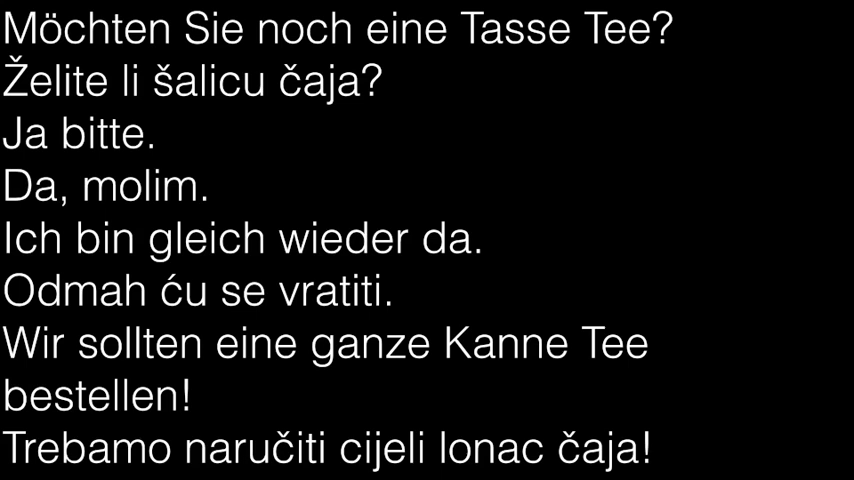 Möchten Sie noch eine Tasse Tee?
Želite li šalicu čaja?
Ja bitte.
Da, molim.
Ich bin gleich wieder da.
Odmah ću se vratiti.
Wir sollten eine ganze Kanne Tee
bestellen!
Trebamo naručiti cijeli lonac čaja!